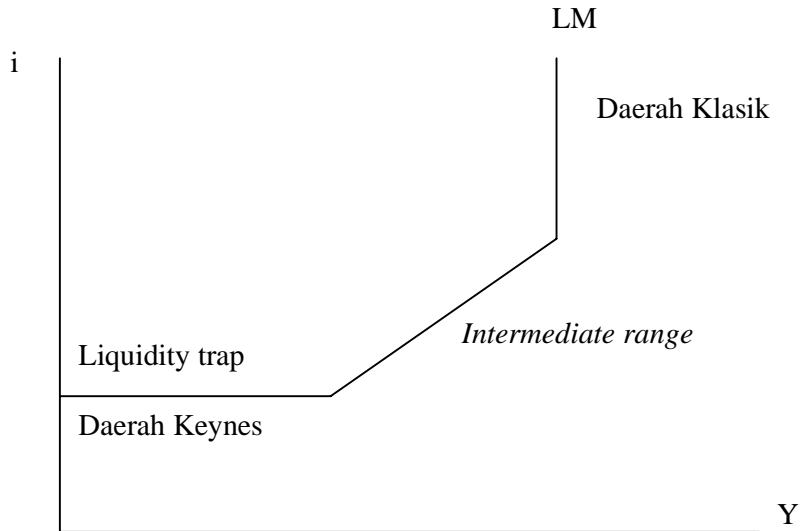 LM
i
Daerah Klasik
Intermediate range
Liquidity trap
Daerah Keynes
Y